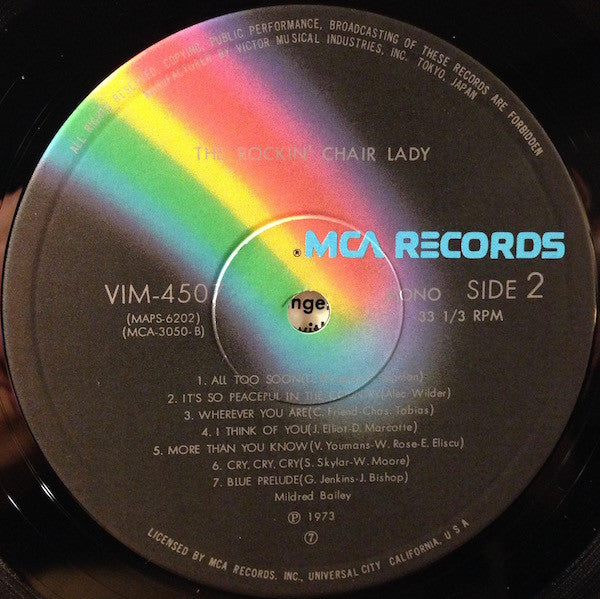 ALL RIGHTS RESERVED. COPYING, PUBLIC PERFORMANCE, BROADCASTING OF THESE RECORDS ARE FORBIDDEN
MANUFACTURED BY VICTOR MUSICAL INDUSTRIES, INC. TOKYO, JAPAN
THE ROCKIN' CHAIR LADY
® MCA RECORDS
VIM-450
SIDE 2
(MAPS-6202)
33 1/3 RPM
(MCA-3050-B)
nge.
1. ALL TOO SOON
2. IT'S SO PEACEFUL IN THE (Alec Wilder)
3. WHEREVER YOU ARE(C. Friend-Chas. Tobias)
4. I THINK OF YOU(J. Elliot-D. Marcotte)
5. MORE THAN YOU KNOW(V. Youmans-W. Rose-E. Eliscu)
6. CRY, CRY, CRY(S. Skylar-W. Moore)
7. BLUE PRELUDE(G. Jenkins-J. Bishop)
Mildred Bailey
℗ 1973
⑦
LICENSED BY MCA RECORDS, INC., UNIVERSAL CITY CALIFORNIA, U S A